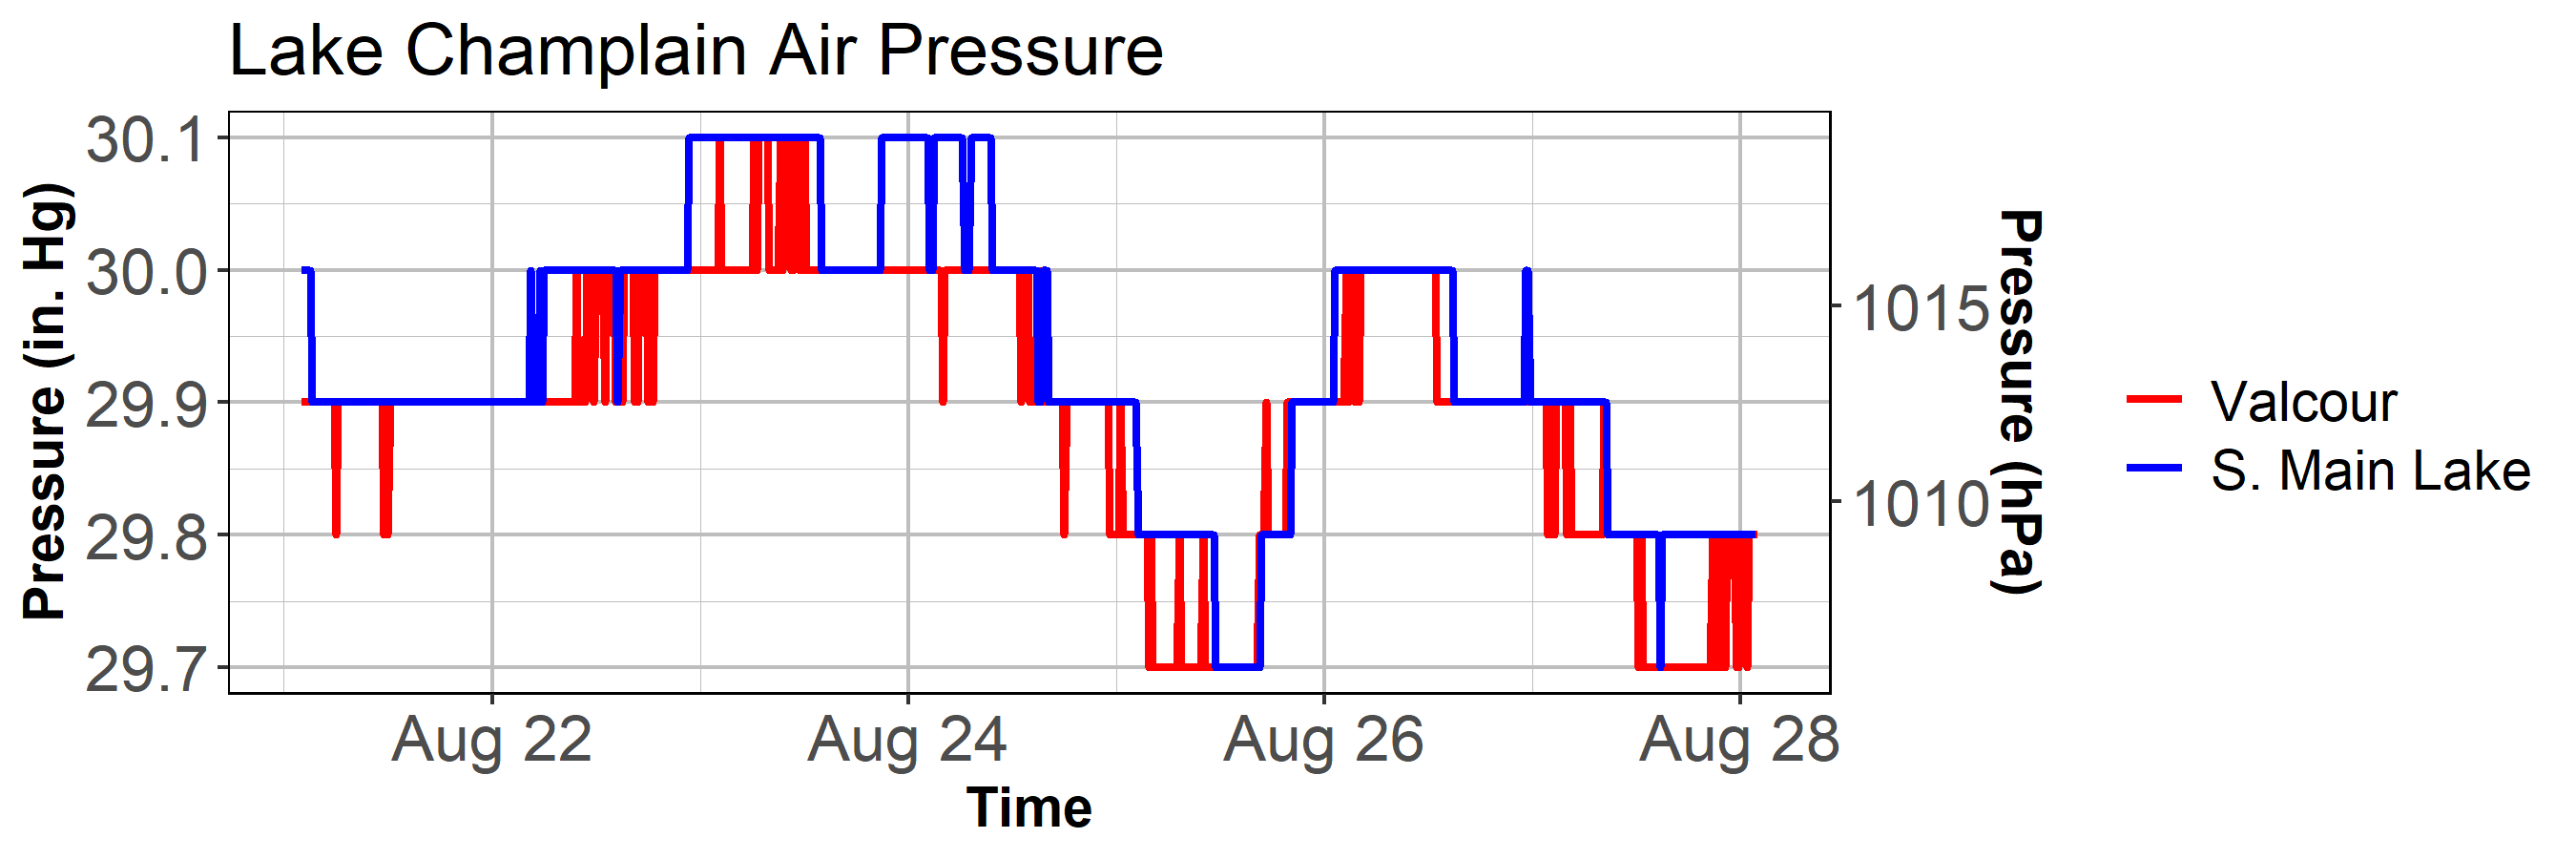 Lake Champlain Air Pressure
30.1
30.0
29.9
29.8
29.7
Pressure (in. Hg)
1015
1010
Pressure (hPa)
Aug 22
Aug 24
Aug 26
Aug 28
Time
Valcour
S. Main Lake